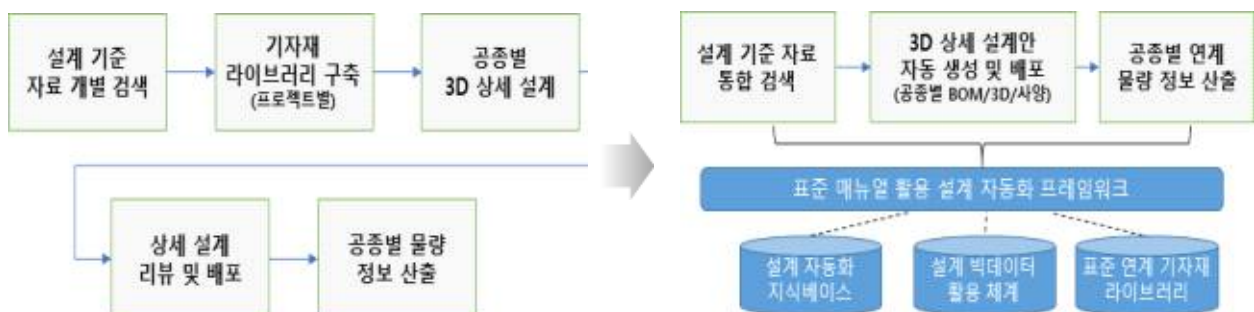 설계 기준
자료 개별 검색
기자재
라이브러리 구축
(프로젝트별)
공종별
3D 상세 설계
상세 설계
리뷰 및 배포
공종별 물량
정보 산출
설계 기준 자료
통합 검색
3D 상세 설계안
자동 생성 및 배포
(공종별 BOM/3D/사양)
공종별 연계
물량 정보 산출
표준 매뉴얼 활용 설계 자동화 프레임워크
설계 자동화
지식베이스
설계 빅데이터
활용 체계
표준 연계 기자재
라이브러리